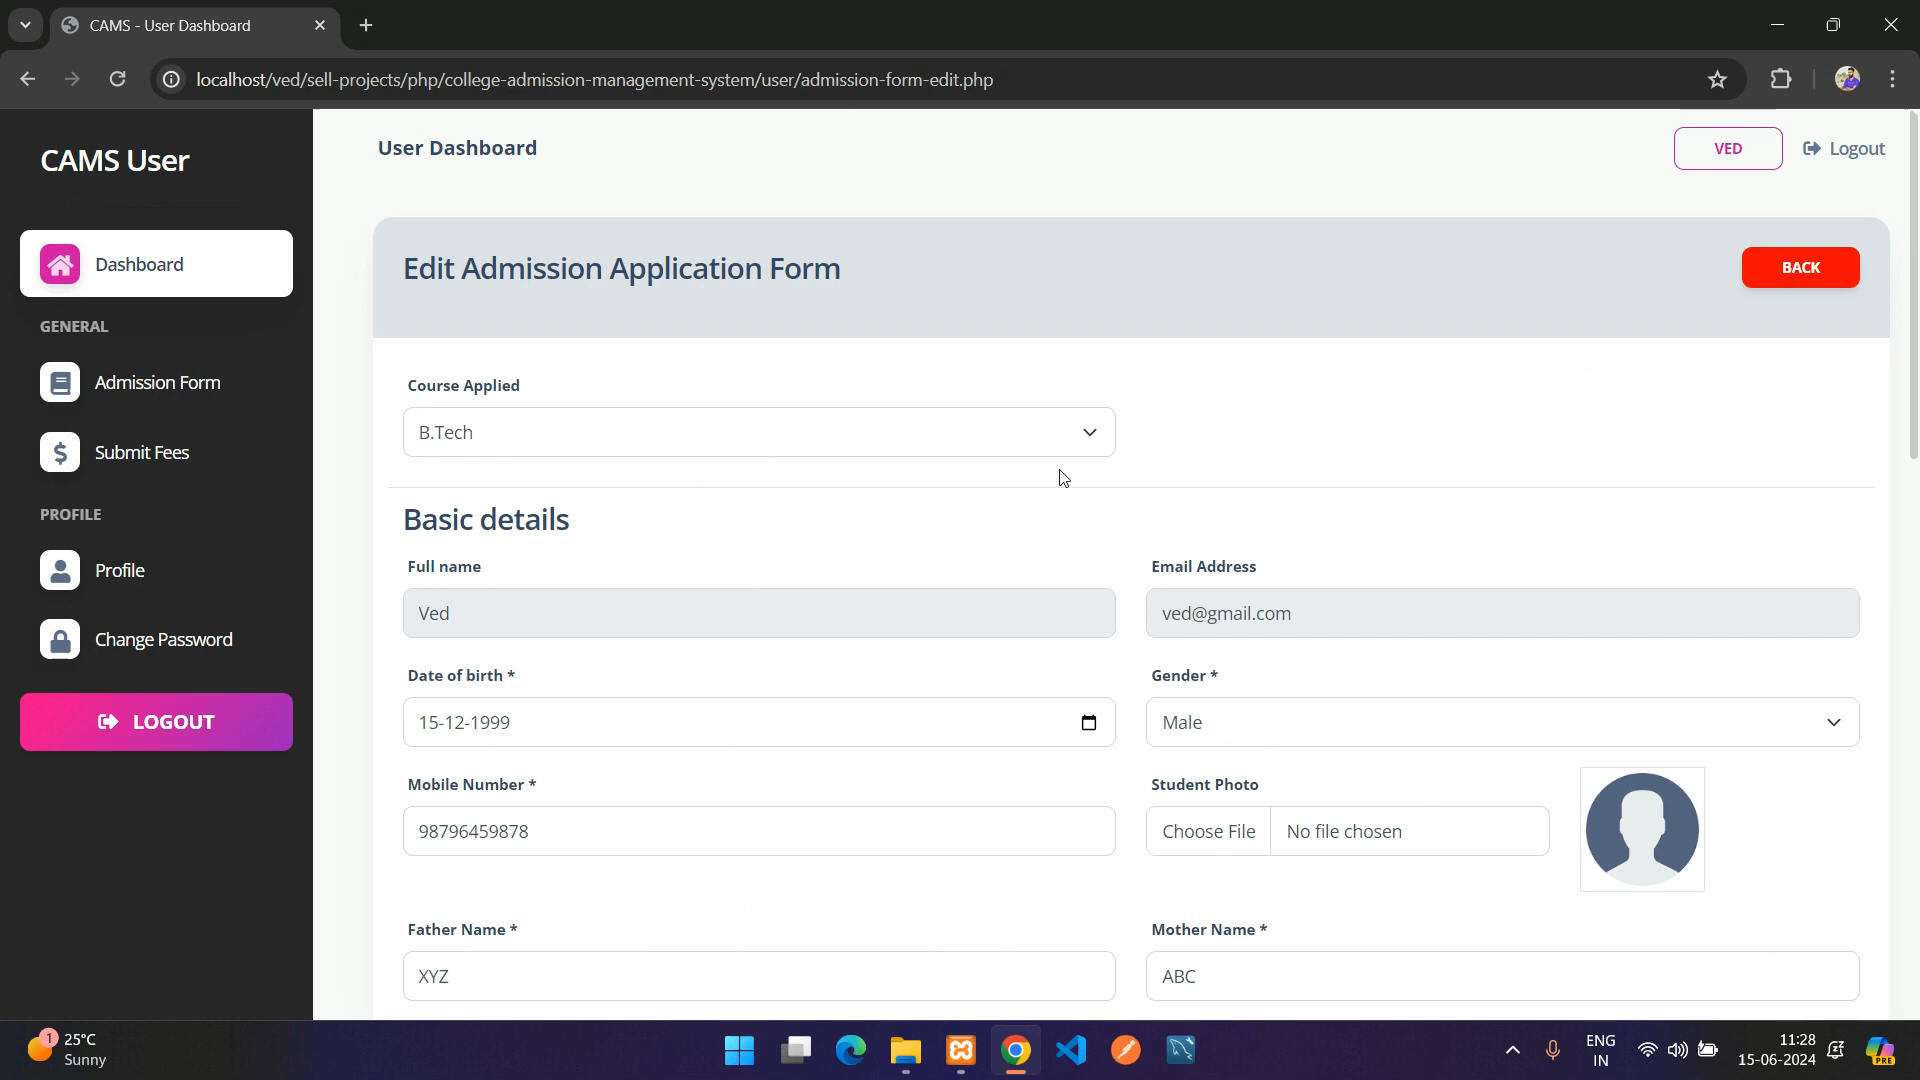 CAMS - User Dashboard
localhost/ved/sell-projects/php/college-admission-management-system/user/admission-form-edit.php
CAMS User
User Dashboard
VED
Logout
Dashboard
Edit Admission Application Form
BACK
GENERAL
Admission Form
Submit Fees
Course Applied
B.Tech
PROFILE
Profile
Change Password
LOGOUT
Basic details
Full name
Email Address
Ved
ved@gmail.com
Date of birth *
Gender *
15-12-1999
Male
Mobile Number *
Student Photo
98796459878
Choose File
No file chosen
Father Name *
Mother Name *
XYZ
ABC
1
25°C
Sunny
ENG
IN
11:28
15-06-2024
PRE